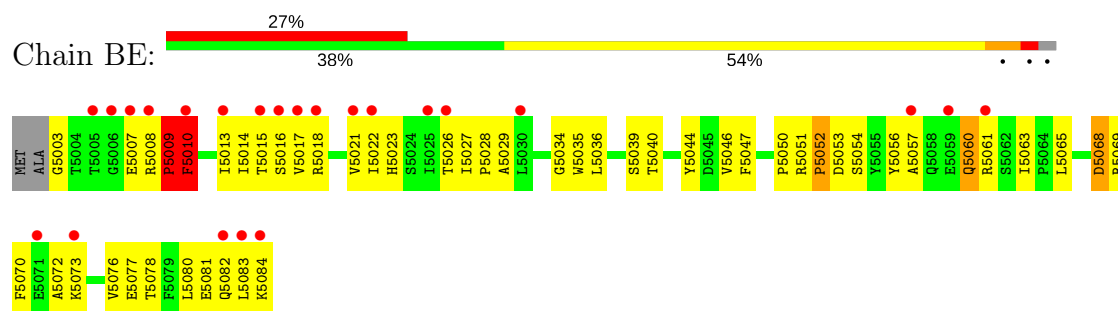 27%
Chain BE:
38% 54% • • •
MET ALA G5003 T5004 T5005 G5006 E5007 R5008 P5009 F5010 I5013 I5014 T5015 S5016 V5017 R5018 V5021 I5022 H5023 S5024 I5025 T5026 I5027 P5028 A5029 L5030 G5034 W5035 L5036 S5039 T5040 Y5044 D5045 V5046 F5047 P5050 R5051 P5052 D5053 S5054 Y5055 Y5056 A5057 Q5058 E5059 Q5060 R5061 S5062 I5063 P5064 L5065 D5068
F5070 E5071 A5072 K5073 V5076 E5077 T5078 F5079 L5080 E5081 Q5082 L5083 K5084